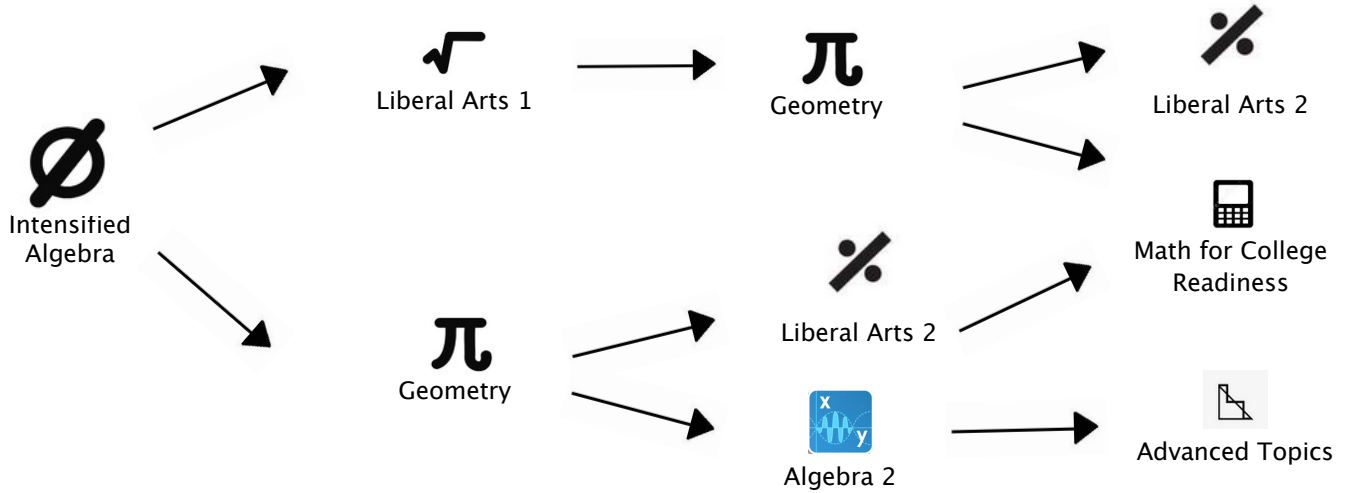 Liberal Arts 1
Geometry
Liberal Arts 2
Intensified
Algebra
Math for College
Readiness
Liberal Arts 2
Geometry
x
y
Algebra 2
Advanced Topics